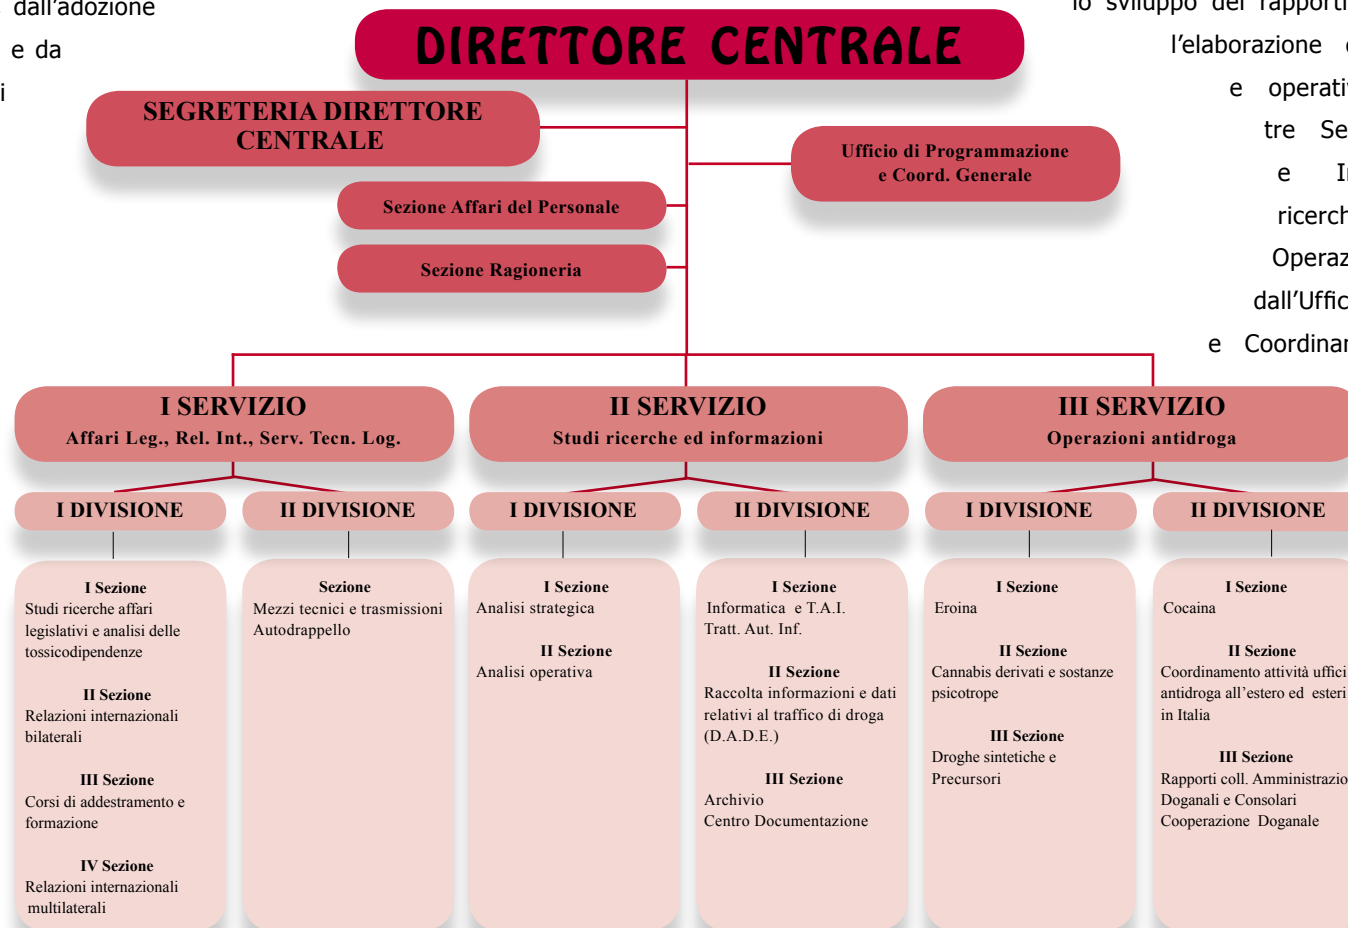 dall'adozione
e da
i
lo sviluppo dei rapporti
l'elaborazione
e operativ
tre Se
e In
ricerch
Operaz
dall'Uffic
e Coordinar
DIRETTORE CENTRALE
SEGRETERIA DIRETTORE
CENTRALE
Ufficio di Programmazione
e Coord. Generale
Sezione Affari del Personale
Sezione Ragioneria
I SERVIZIO
Affari Leg., Rel. Int., Serv. Tecn. Log.
II SERVIZIO
Studi ricerche ed informazioni
III SERVIZIO
Operazioni antidroga
I DIVISIONE
II DIVISIONE
I DIVISIONE
II DIVISIONE
I DIVISIONE
II DIVISIONE
I Sezione
Studi ricerche affari
legislativi e analisi delle
tossicodipendenze
II Sezione
Relazioni internazionali
bilaterali
III Sezione
Corsi di addestramento e
formazione
IV Sezione
Relazioni internazionali
multilaterali
Sezione
Mezzi tecnici e trasmissioni
Autodrappello
I Sezione
Analisi strategica
II Sezione
Analisi operativa
I Sezione
Informatica e T.A.I.
Tratt. Aut. Inf.
II Sezione
Raccolta informazioni e dati
relativi al traffico di droga
(D.A.D.E.)
III Sezione
Archivio
Centro Documentazione
I Sezione
Eroina
II Sezione
Cannabis derivati e sostanze
psicotrope
III Sezione
Droghe sintetiche e
Precursori
I Sezione
Cocaina
II Sezione
Coordinamento attività uffici
antidroga all'estero ed esteri
in Italia
III Sezione
Rapporti coll. Amministrazio
Doganali e Consolari
Cooperazione Doganale